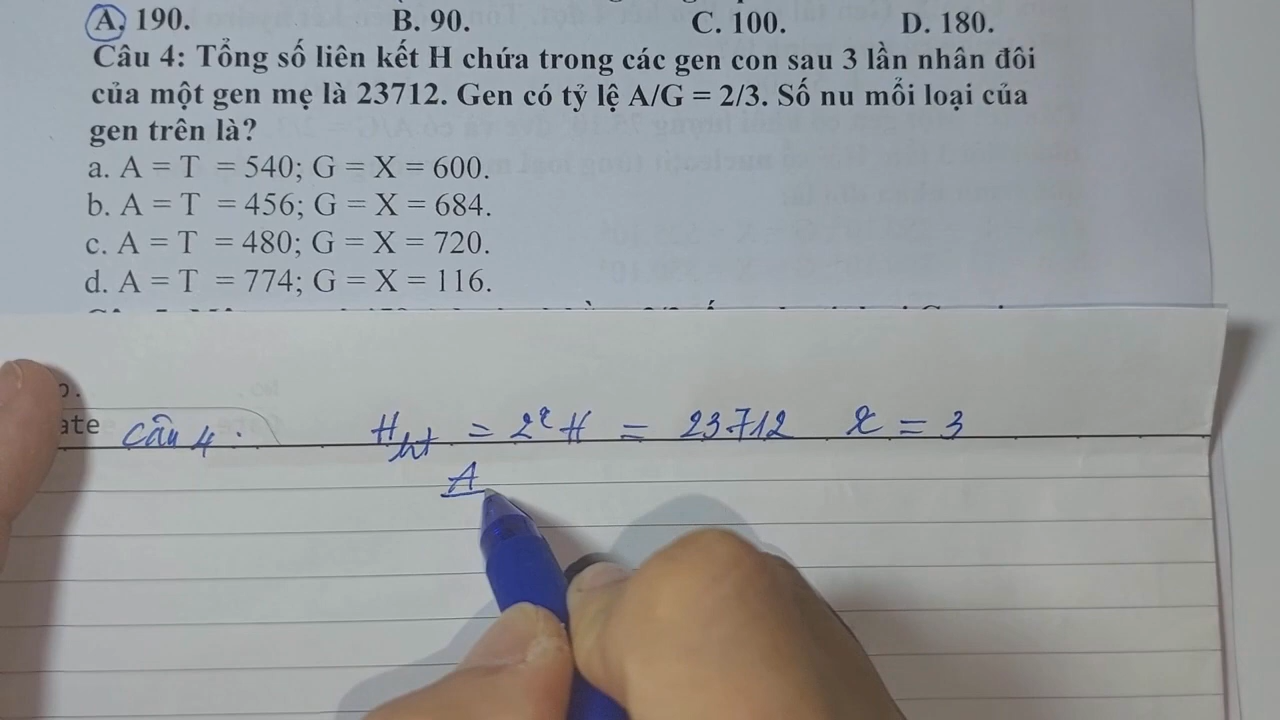 A. 190. B. 90. C. 100. D. 180.
Câu 4: Tổng số liên kết H chứa trong các gen con sau 3 lần nhân đôi
của một gen mẹ là 23712. Gen có tỷ lệ A/G = 2/3. Số nu mỗi loại của
gen trên là?
a. A = T = 540; G = X = 600.
b. A = T = 456; G = X = 684.
c. A = T = 480; G = X = 720.
d. A = T = 774; G = X = 116.
ate Câu 4: H ht = 2^x H = 23712 x = 3
A